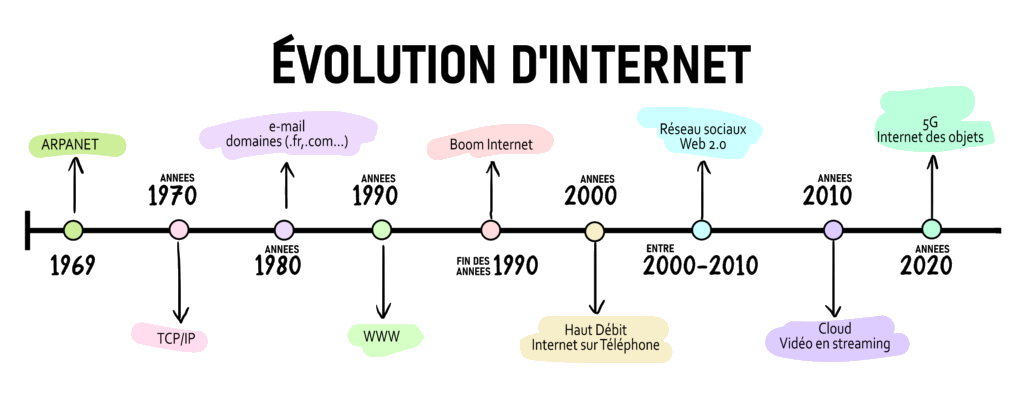 ÉVOLUTION D'INTERNET
ARPANET
1969
ANNEES
1970
TCP/IP
e-mail
domaines (.fr,.com...)
ANNEES
1980
ANNEES
1990
WWW
Boom Internet
FIN DES
ANNEES 1990
ANNEES
2000
Haut Débit
Internet sur Téléphone
Réseau sociaux
Web 2.0
ENTRE
2000-2010
ANNEES
2010
Cloud
Vidéo en streaming
5G
Internet des objets
ANNEES
2020